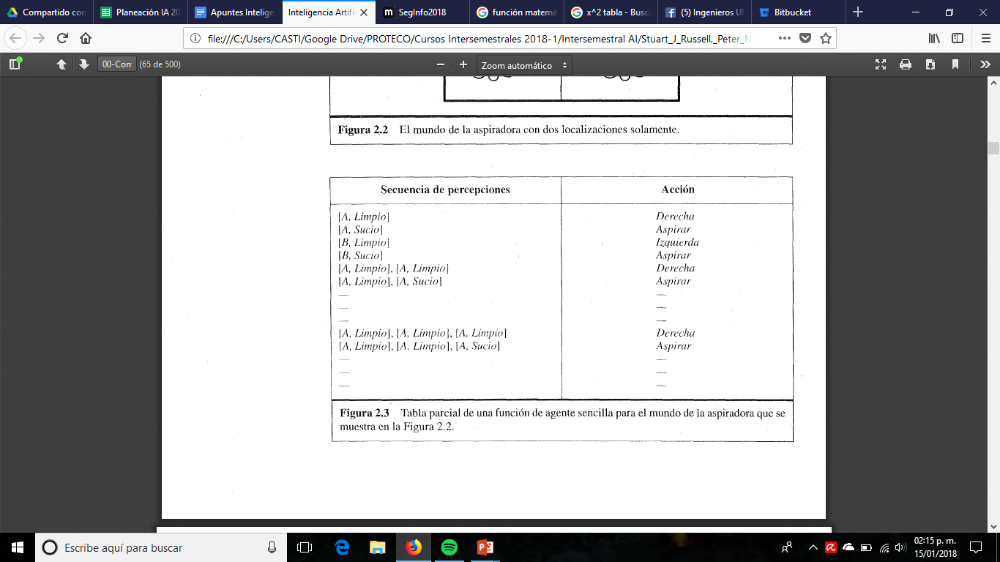 Compartido con
Planeación IA 20
Apuntes Intelige
Inteligencia Artifi
SegInfo2018
función matemá
x^2 tabla - Busca
(5) Ingenieros UN
Bitbucket
file:///C:/Users/CASTI/Google Drive/PROTECO/Cursos Intersemestrales 2018-1/Intersemestral AI/Stuart_J_Russell,_Peter_N
00-Con
(65 de 500)
Zoom automático
Figura 2.2 El mundo de la aspiradora con dos localizaciones solamente.
Secuencia de percepciones Acción
[A, Limpio] Derecha
[A, Sucio] Aspirar
[B, Limpio] Izquierda
[B, Sucio] Aspirar
[A, Limpio], [A, Limpio] Derecha
[A, Limpio], [A, Sucio] Aspirar
— —
— —
— —
[A, Limpio], [A, Limpio], [A, Limpio] Derecha
[A, Limpio], [A, Limpio], [A, Sucio] Aspirar
— —
— —
— —
Figura 2.3 Tabla parcial de una función de agente sencilla para el mundo de la aspiradora que se
muestra en la Figura 2.2.
Escribe aquí para buscar
02:15 p. m.
15/01/2018